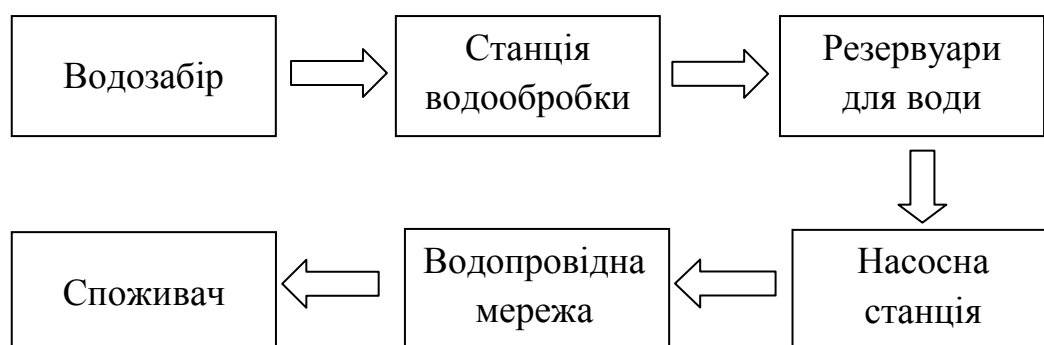 Водозабір
Станція
водообробки
Резервуари
для води
Насосна
станція
Водопровідна
мережа
Споживач